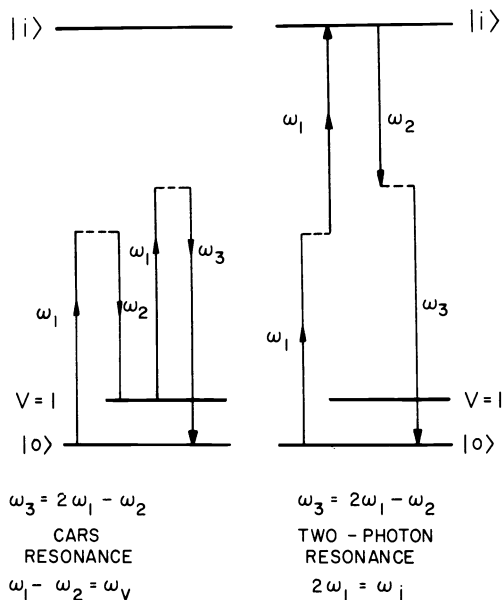 |i⟩
|i⟩
ω₁
ω₂
ω₁
ω₃
ω₁
ω₂
ω₃
ω₁
V = 1
V = 1
|0⟩
|0⟩
ω₃ = 2ω₁ − ω₂
CARS
RESONANCE
ω₁ − ω₂ = ωᵥ
ω₃ = 2ω₁ − ω₂
TWO - PHOTON
RESONANCE
2ω₁ = ωᵢ